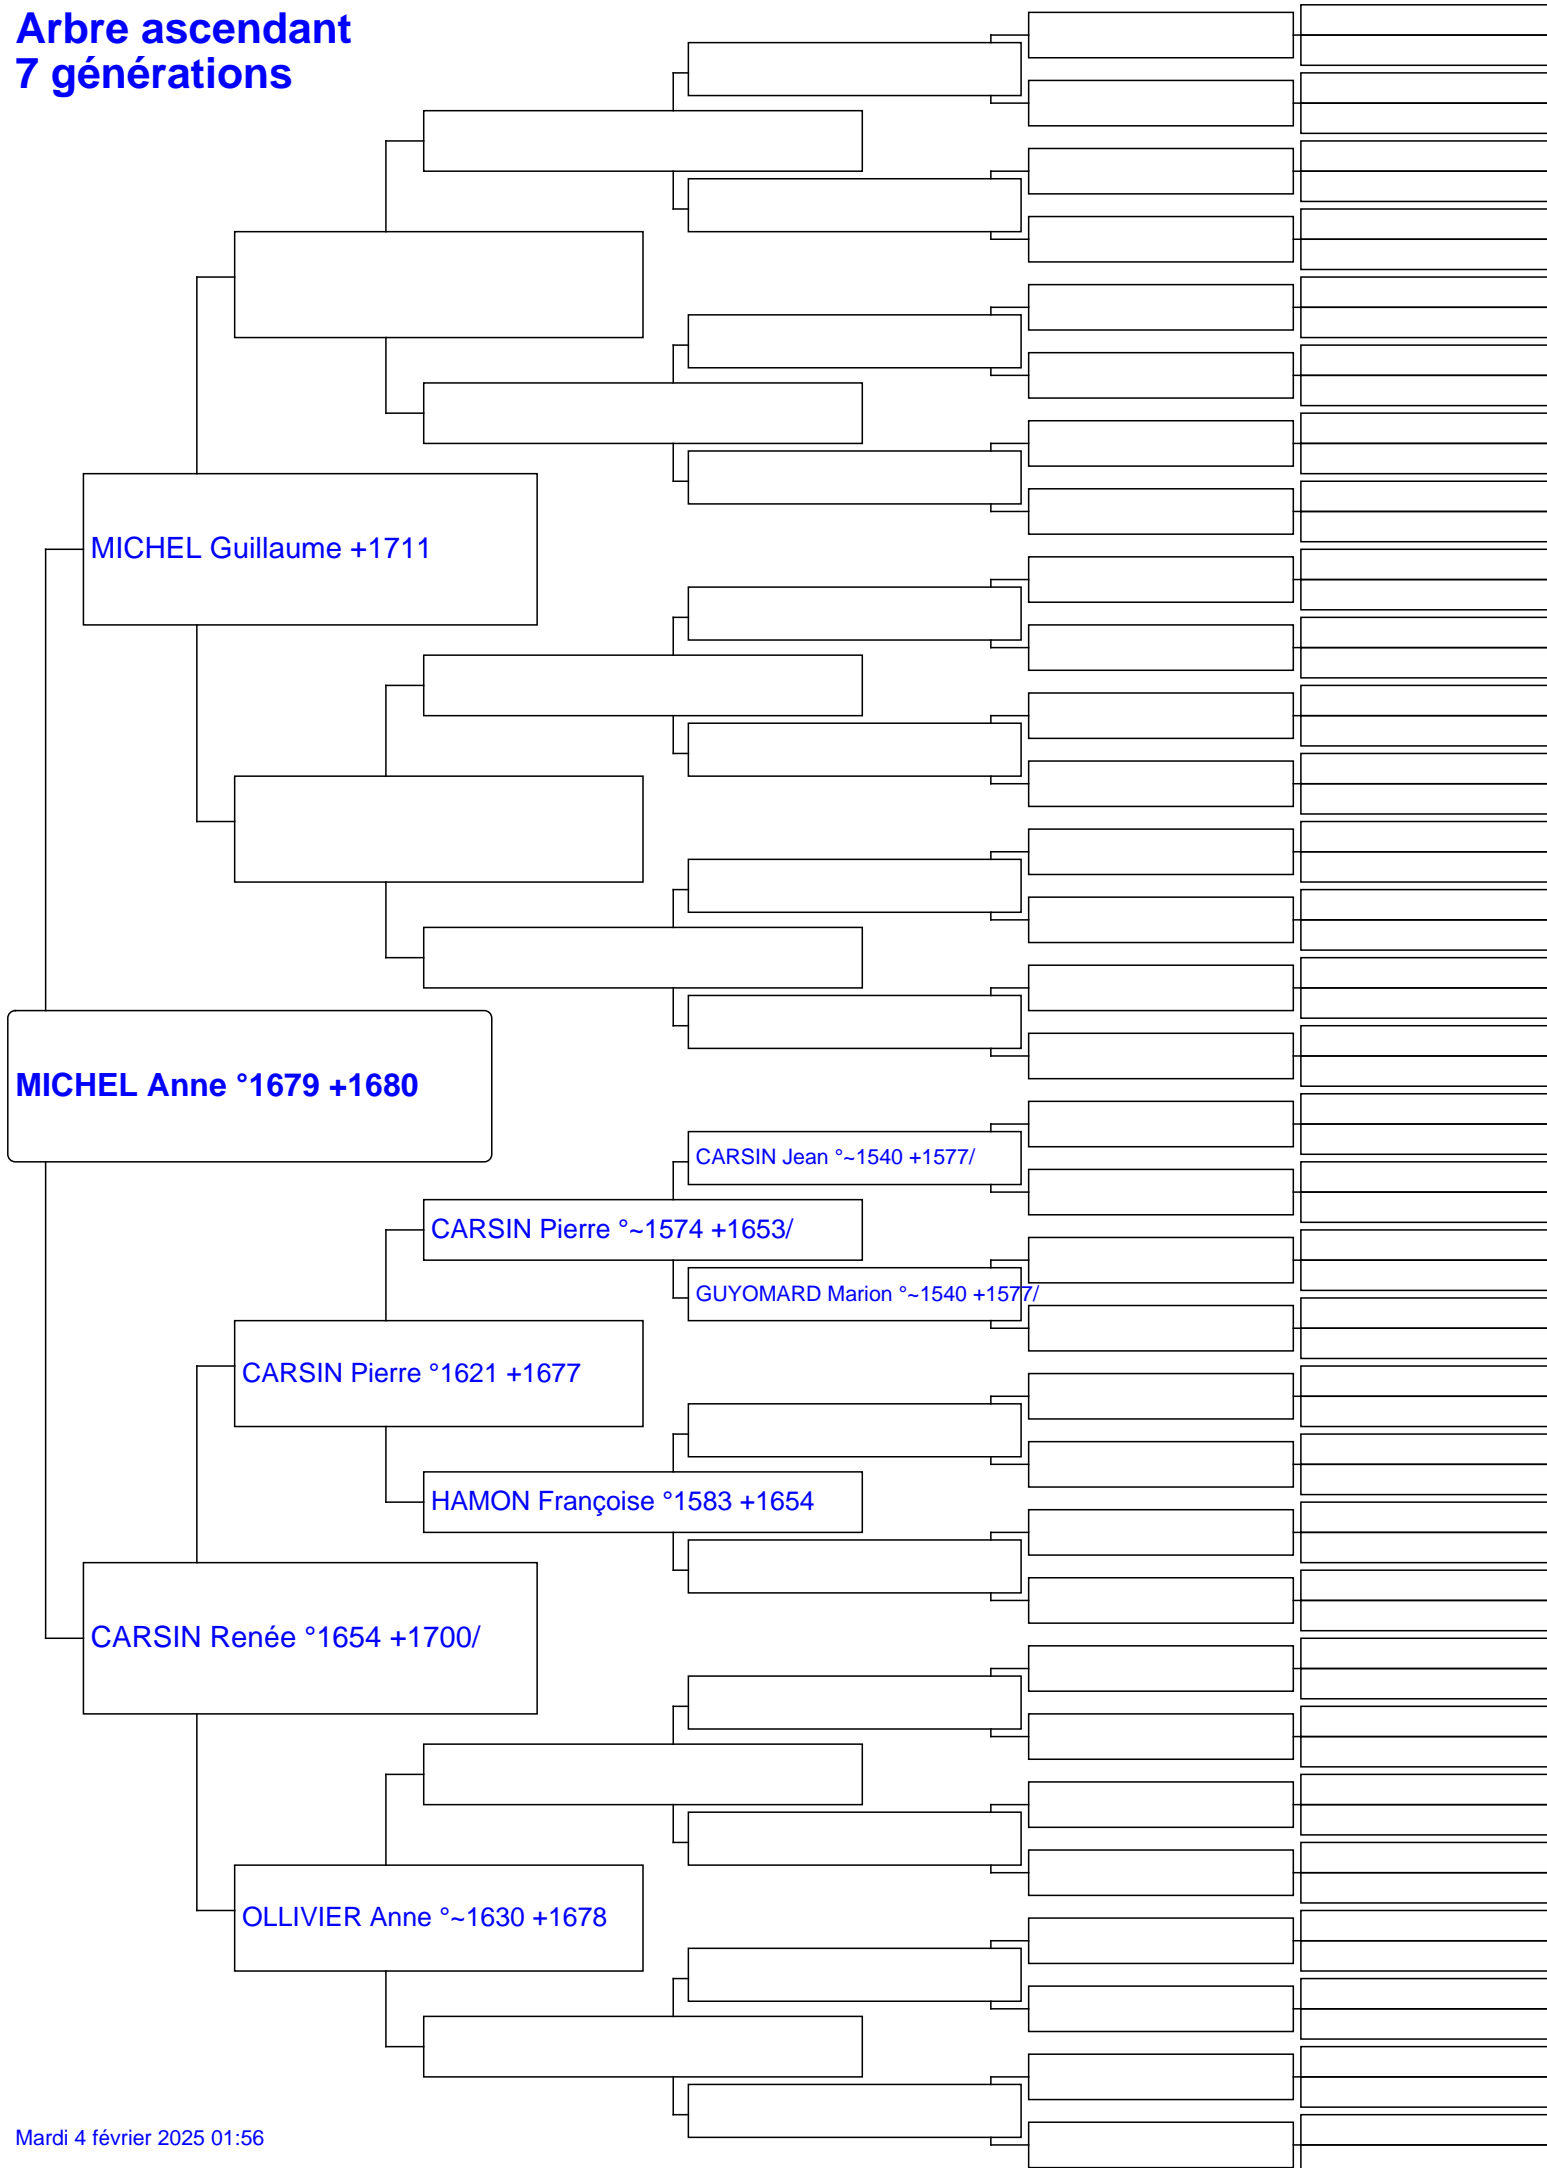 Arbre ascendant
7 générations
MICHEL Guillaume +1711
MICHEL Anne °1679 +1680
CARSIN Jean °~1540 +1577/
CARSIN Pierre °~1574 +1653/
GUYOMARD Marion °~1540 +1577/
CARSIN Pierre °1621 +1677
HAMON Françoise °1583 +1654
CARSIN Renée °1654 +1700/
OLLIVIER Anne °~1630 +1678
Mardi 4 février 2025 01:56